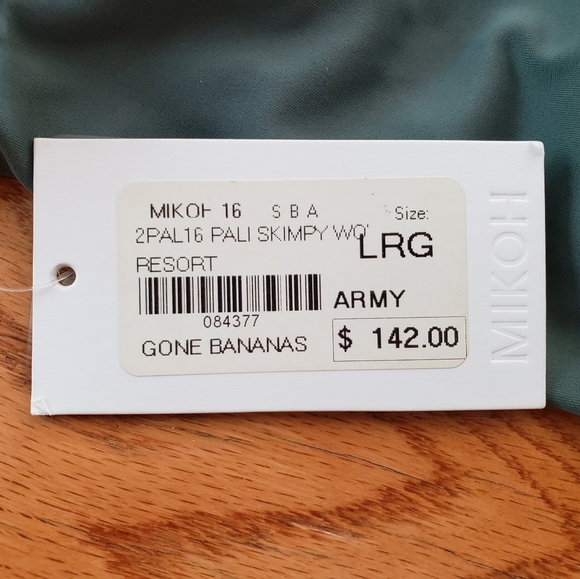 MIKOH 16 S B A Size:
2PAL16 PALI SKIMPY WO
LRG
RESORT
084377
ARMY
GONE BANANAS
$ 142.00
MIKOH